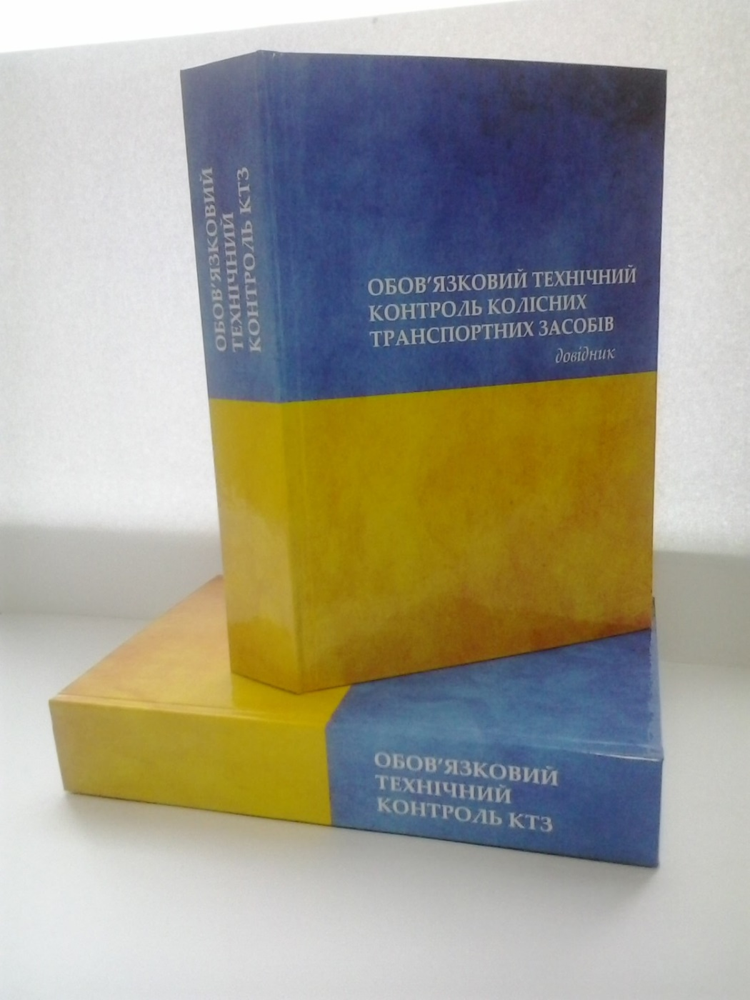 ОБОВ'ЯЗКОВИЙ
ТЕХНІЧНИЙ
КОНТРОЛЬ КТЗ
ОБОВ'ЯЗКОВИЙ ТЕХНІЧНИЙ
КОНТРОЛЬ КОЛІСНИХ
ТРАНСПОРТНИХ ЗАСОБІВ
довідник
ОБОВ'ЯЗКОВИЙ
ТЕХНІЧНИЙ
КОНТРОЛЬ КТЗ